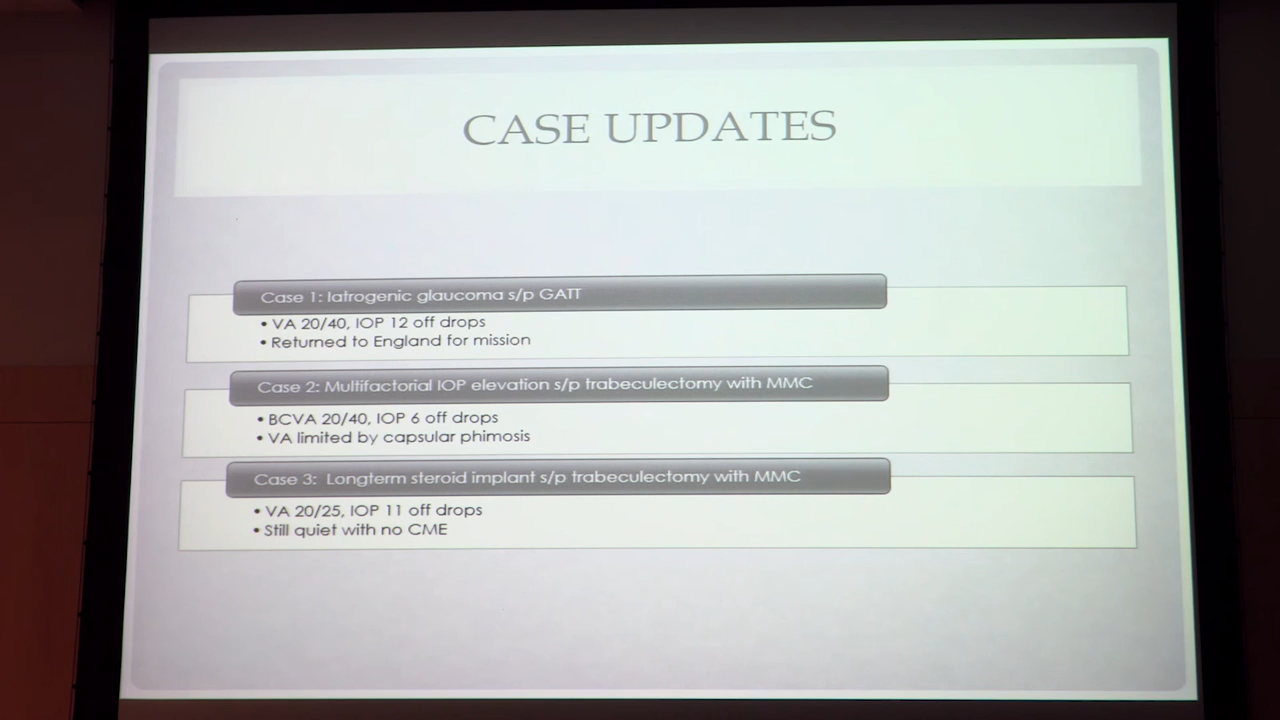 CASE UPDATES
Case 1: Iatrogenic glaucoma s/p GATT
• VA 20/40, IOP 12 off drops
• Returned to England for mission
Case 2: Multifactorial IOP elevation s/p trabeculectomy with MMC
• BCVA 20/40, IOP 6 off drops
• VA limited by capsular phimosis
Case 3: Longterm steroid implant s/p trabeculectomy with MMC
• VA 20/25, IOP 11 off drops
• Still quiet with no CME